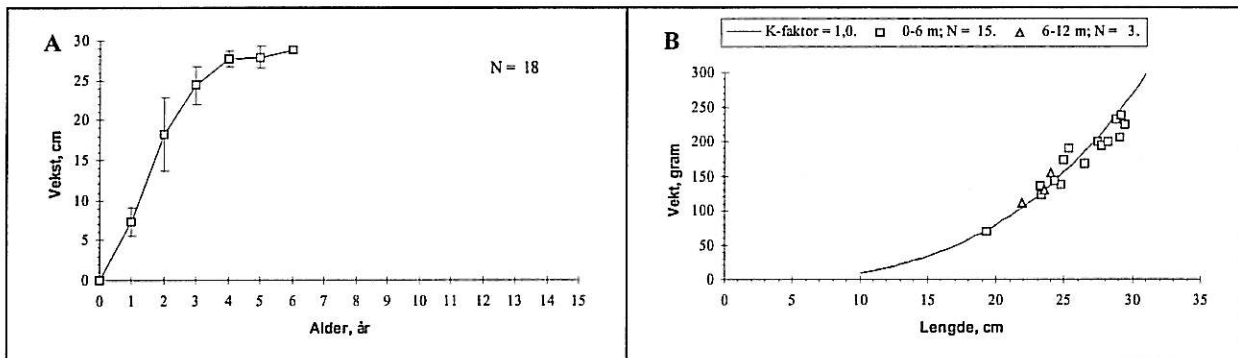 A
N = 18
Vekst, cm
30
25
20
15
10
5
0
0 1 2 3 4 5 6 7 8 9 10 11 12 13 14 15
Alder, år
B
K-faktor = 1,0. 0-6 m; N = 15. 6-12 m; N = 3.
Vekt, gram
300
250
200
150
100
50
0
0 5 10 15 20 25 30 35
Lengde, cm